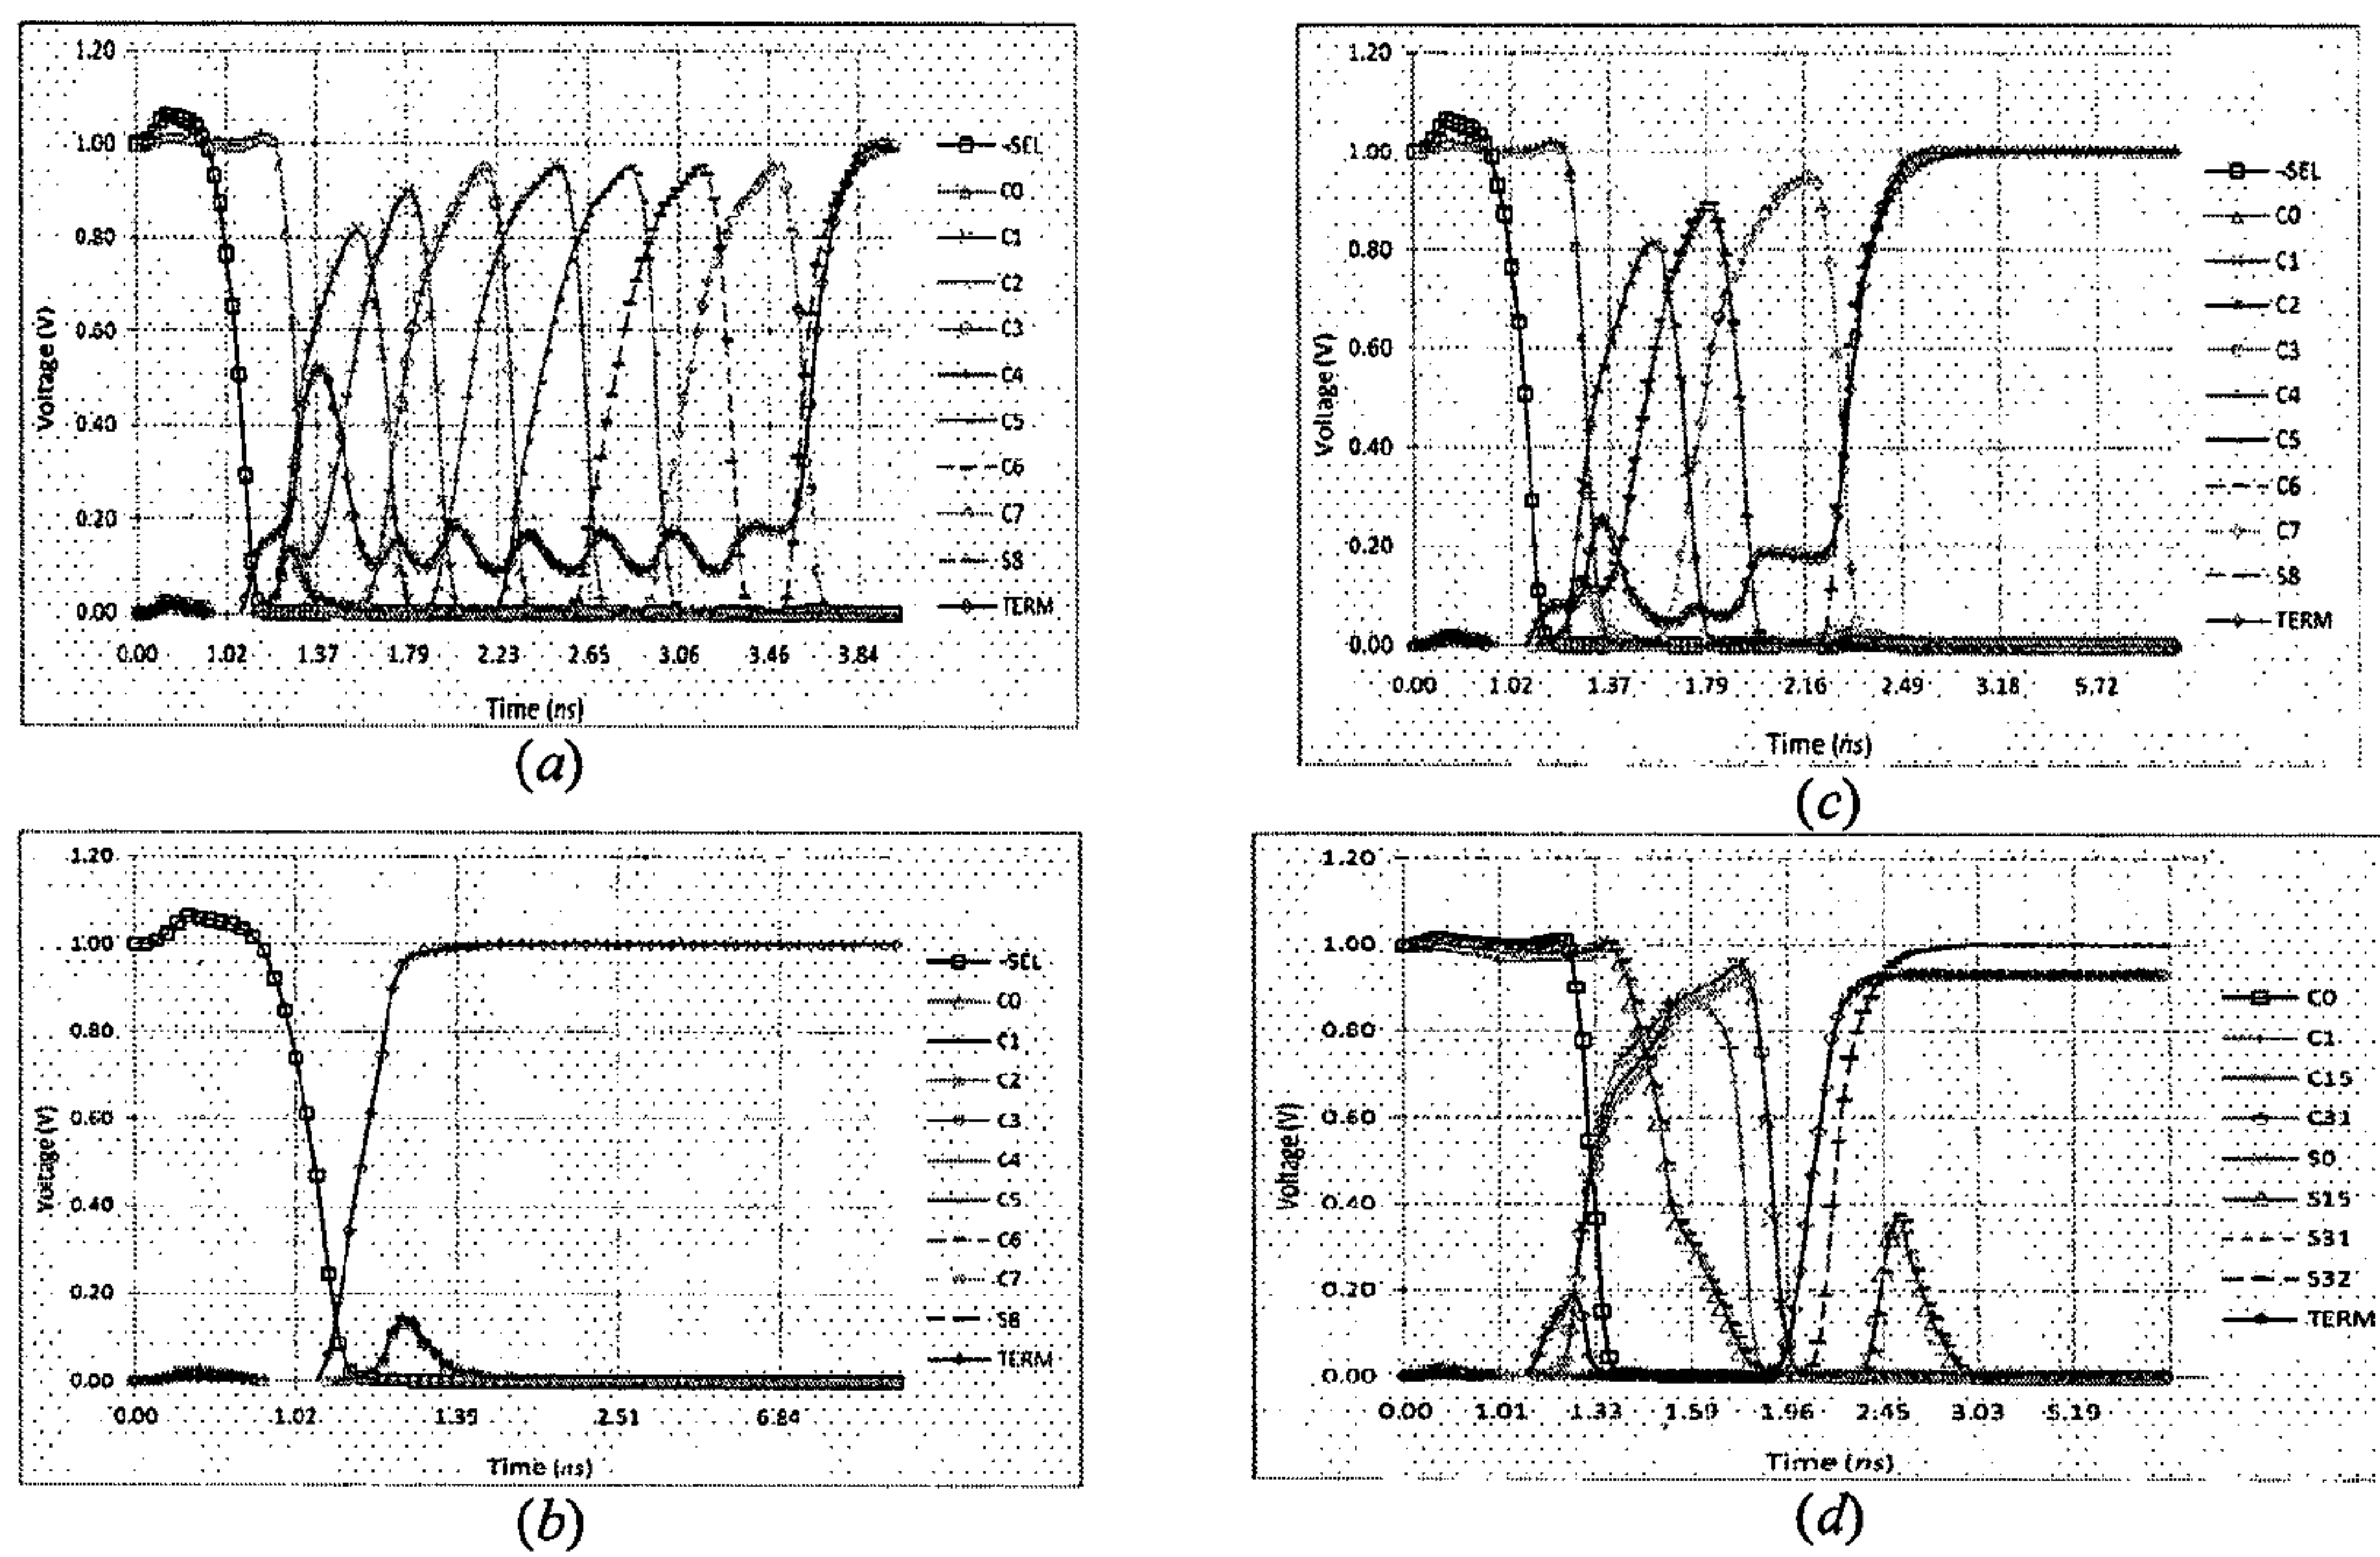 1.20
1.00
0.80
0.60
0.40
0.20
0.00
Voltage (V)
0.00 1.02 1.37 1.79 2.23 2.65 3.06 3.46 3.84
Time (ns)
-SEL
C0
C1
C2
C3
C4
C5
C6
C7
S8
TERM
(a)
1.20
1.00
0.80
0.60
0.40
0.20
0.00
Voltage (V)
0.00 1.02 1.37 1.79 2.16 2.49 3.18 5.72
Time (ns)
-SEL
C0
C1
C2
C3
C4
C5
C6
C7
S8
TERM
(c)
1.20
1.00
0.80
0.60
0.40
0.20
0.00
Voltage (V)
0.00 1.02 1.35 2.51 6.84
Time (ns)
-SEL
C0
C1
C2
C3
C4
C5
C6
C7
S8
TERM
(b)
1.20
1.00
0.80
0.60
0.40
0.20
0.00
Voltage (V)
0.00 1.01 1.33 1.59 1.96 2.45 3.03 5.19
Time (ns)
C0
C1
C15
C31
S0
S15
S31
S32
TERM
(d)